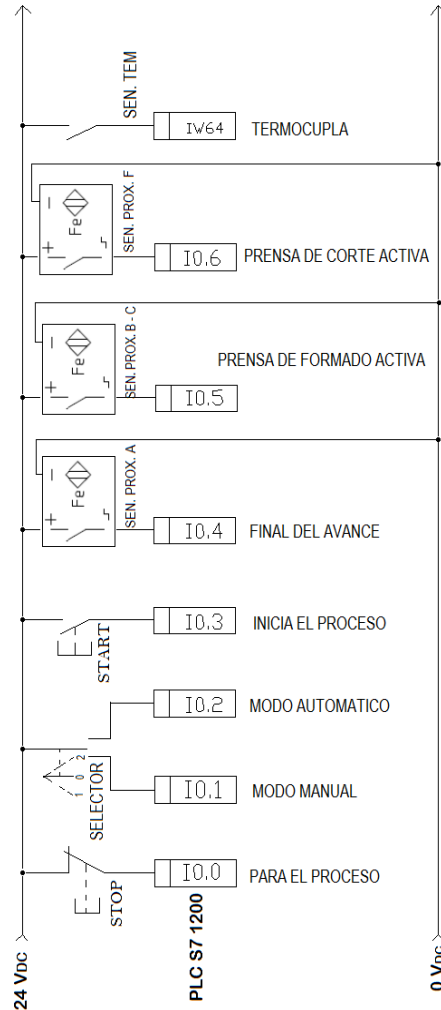 SEN. TEM
IW64
TERMOCUPLA
+ −
Fe
SEN. PROX. F
I0.6
PRENSA DE CORTE ACTIVA
+ −
Fe
SEN. PROX. B - C
PRENSA DE FORMADO ACTIVA
I0.5
+ −
Fe
SEN. PROX. A
I0.4
FINAL DEL AVANCE
START
I0.3
INICIA EL PROCESO
I0.2
MODO AUTOMATICO
1 0 2
SELECTOR
I0.1
MODO MANUAL
STOP
I0.0
PARA EL PROCESO
24 VDC
PLC S7 1200
0 VDC